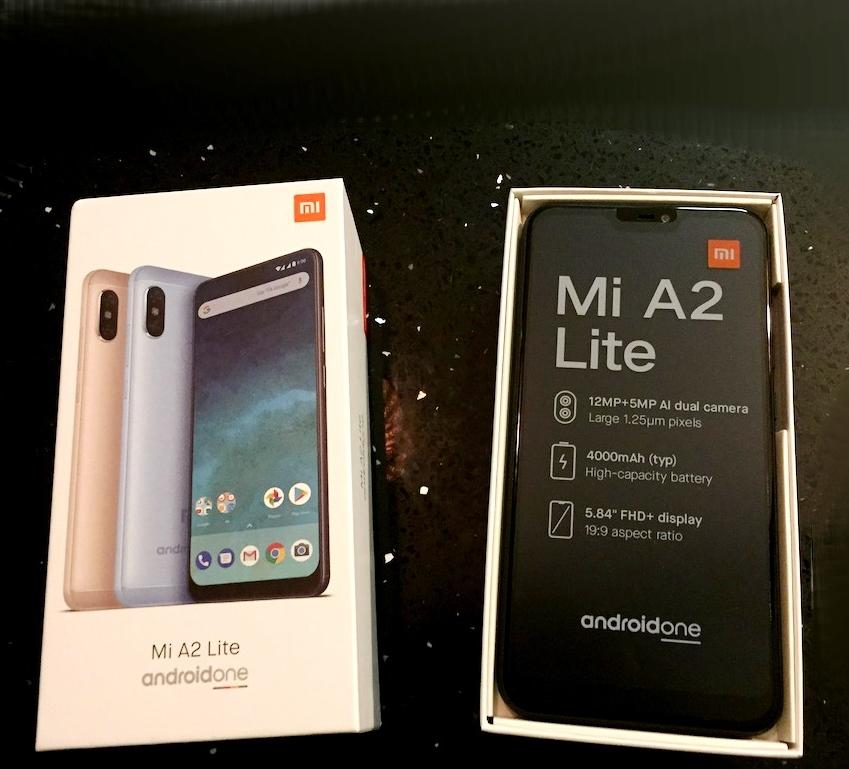 mi
Mi A2 Lite
androidone
mi
Mi A2
Lite
12MP+5MP AI dual camera
Large 1.25µm pixels
4000mAh (typ)
High-capacity battery
5.84" FHD+ display
19:9 aspect ratio
androidone